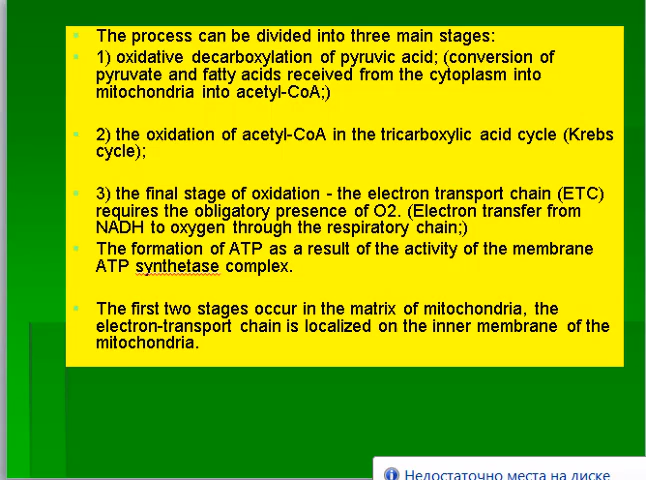 The process can be divided into three main stages:
1) oxidative decarboxylation of pyruvic acid; (conversion of
pyruvate and fatty acids received from the cytoplasm into
mitochondria into acetyl-CoA;)
2) the oxidation of acetyl-CoA in the tricarboxylic acid cycle (Krebs
cycle);
3) the final stage of oxidation - the electron transport chain (ETC)
requires the obligatory presence of O2. (Electron transfer from
NADH to oxygen through the respiratory chain;)
The formation of ATP as a result of the activity of the membrane
ATP synthetase complex.
The first two stages occur in the matrix of mitochondria, the
electron-transport chain is localized on the inner membrane of the
mitochondria.
Недостаточно места на диске